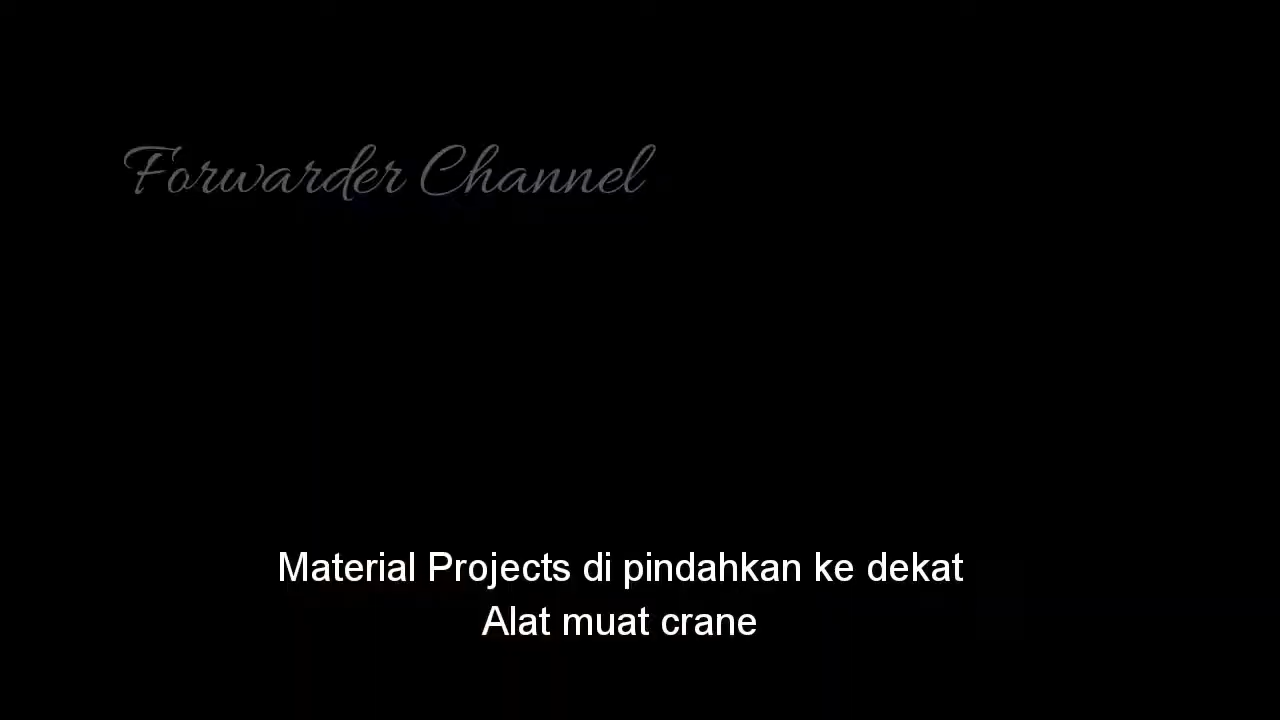 Forwarder Channel
Material Projects di pindahkan ke dekat
Alat muat crane